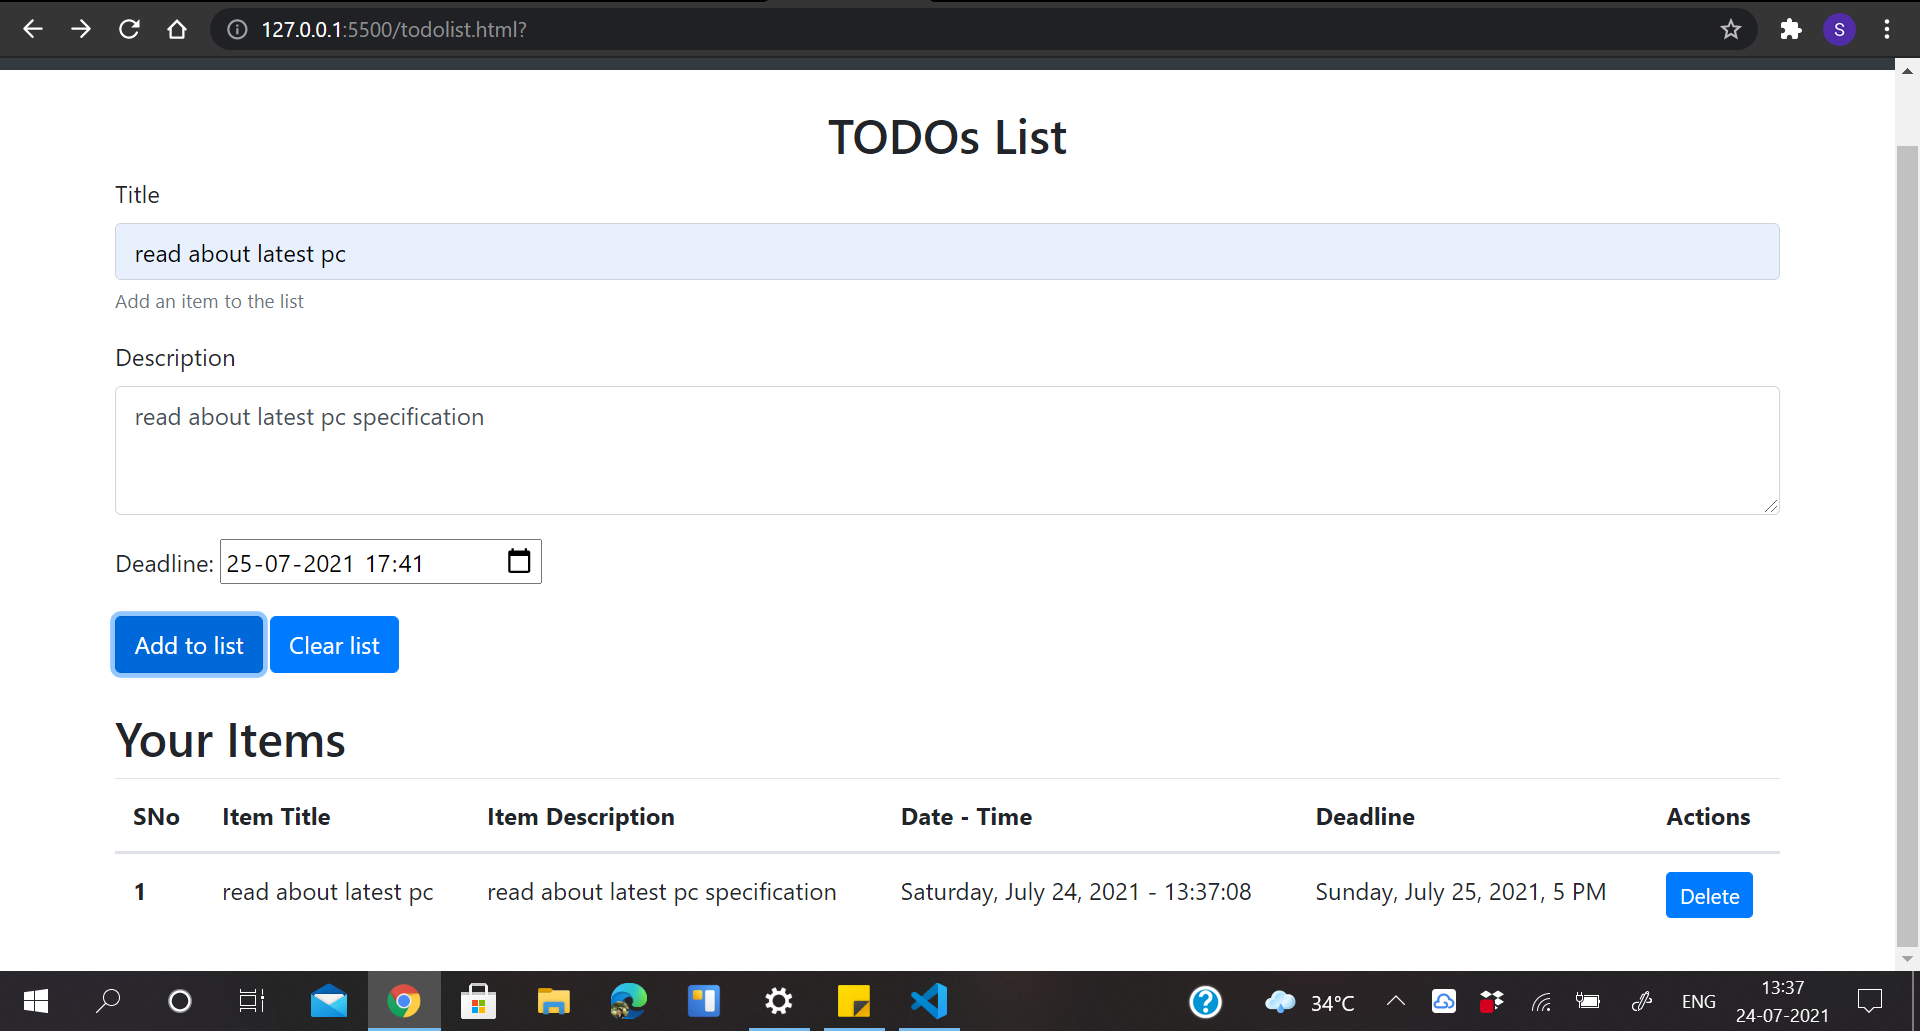 127.0.0.1:5500/todolist.html?
S
TODOs List
Title
read about latest pc
Add an item to the list
Description
read about latest pc specification
Deadline: 25-07-2021 17:41
Add to list Clear list
Your Items
SNo Item Title Item Description Date - Time Deadline Actions
1 read about latest pc read about latest pc specification Saturday, July 24, 2021 - 13:37:08 Sunday, July 25, 2021, 5 PM Delete
34°C ENG 13:37
24-07-2021